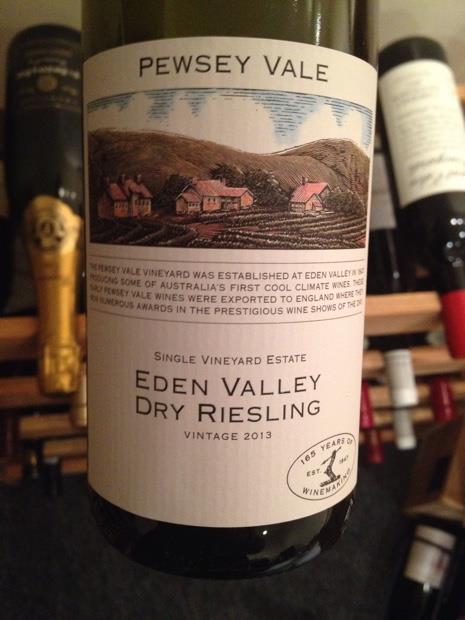 PEWSEY VALE
THE PEWSEY VALE VINEYARD WAS ESTABLISHED AT EDEN VALLEY IN
PRODUCING SOME OF AUSTRALIA'S FIRST COOL CLIMATE WINES. THESE
EARLY PEWSEY VALE WINES WERE EXPORTED TO ENGLAND WHERE THEY
WON NUMEROUS AWARDS IN THE PRESTIGIOUS WINE SHOWS OF THE DAY.
SINGLE VINEYARD ESTATE
EDEN VALLEY
DRY RIESLING
VINTAGE 2013
165 YEARS OF
EST. 1847
WINEMAKING